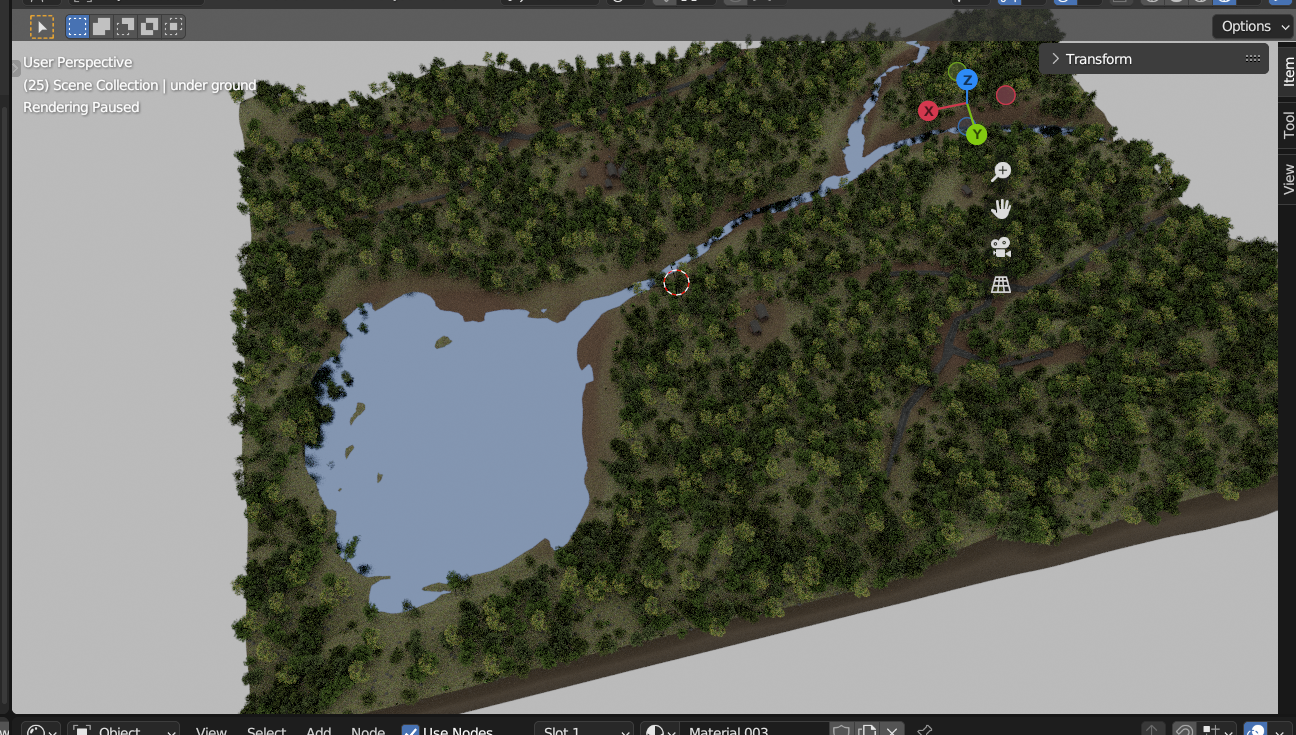 Options
User Perspective
(25) Scene Collection | under ground
Rendering Paused
Transform
Item
Tool
View
Z
X
Y
Object
View
Select
Add
Node
Use Nodes
Slot 1
Material.003